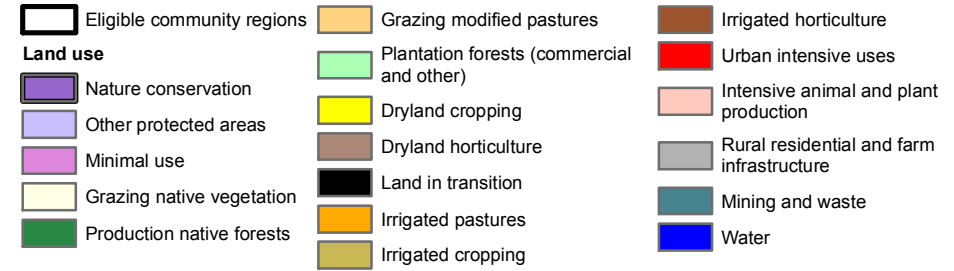 Eligible community regions
Land use
Nature conservation
Other protected areas
Minimal use
Grazing native vegetation
Production native forests
Grazing modified pastures
Plantation forests (commercial
and other)
Dryland cropping
Dryland horticulture
Land in transition
Irrigated pastures
Irrigated cropping
Irrigated horticulture
Urban intensive uses
Intensive animal and plant
production
Rural residential and farm
infrastructure
Mining and waste
Water